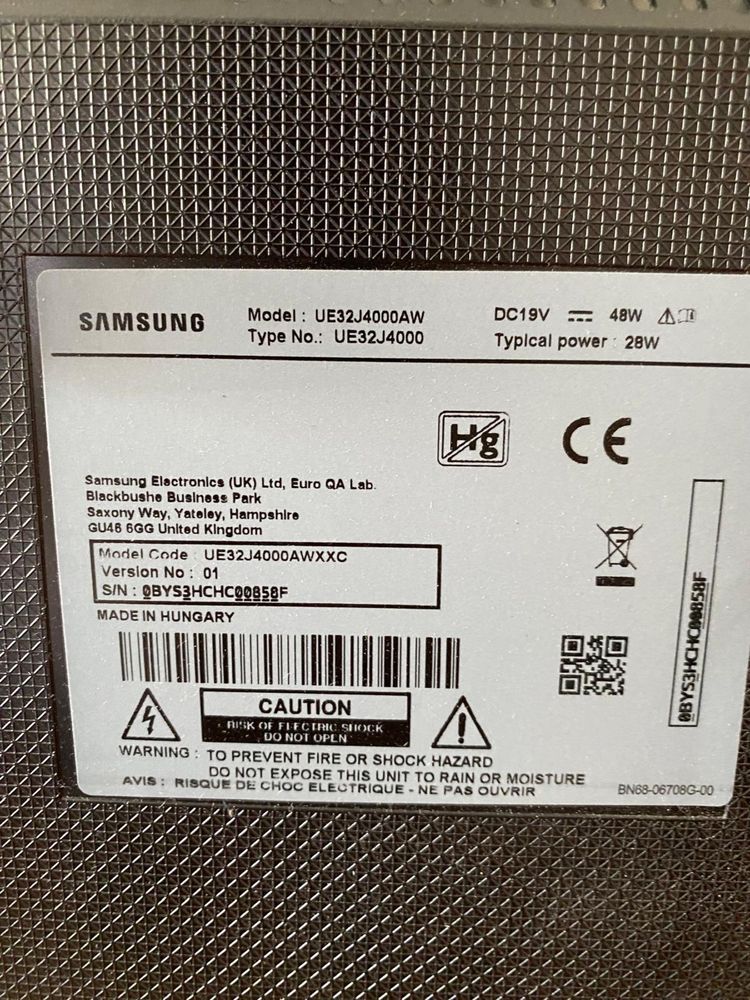 SAMSUNG
Model : UE32J4000AW
Type No.: UE32J4000
DC19V 48W
Typical power : 28W
Hg
CE
Samsung Electronics (UK) Ltd, Euro QA Lab.
Blackbushe Business Park
Saxony Way, Yateley, Hampshire
GU46 6GG United Kingdom
Model Code : UE32J4000AWXXC
Version No : 01
S/N : 0BYS3HCHC00858F
MADE IN HUNGARY
0BYS3HCHC00858F
CAUTION
RISK OF ELECTRIC SHOCK
DO NOT OPEN
WARNING : TO PREVENT FIRE OR SHOCK HAZARD
DO NOT EXPOSE THIS UNIT TO RAIN OR MOISTURE
AVIS : RISQUE DE CHOC ELECTRIQUE - NE PAS OUVRIR
BN68-06708G-00